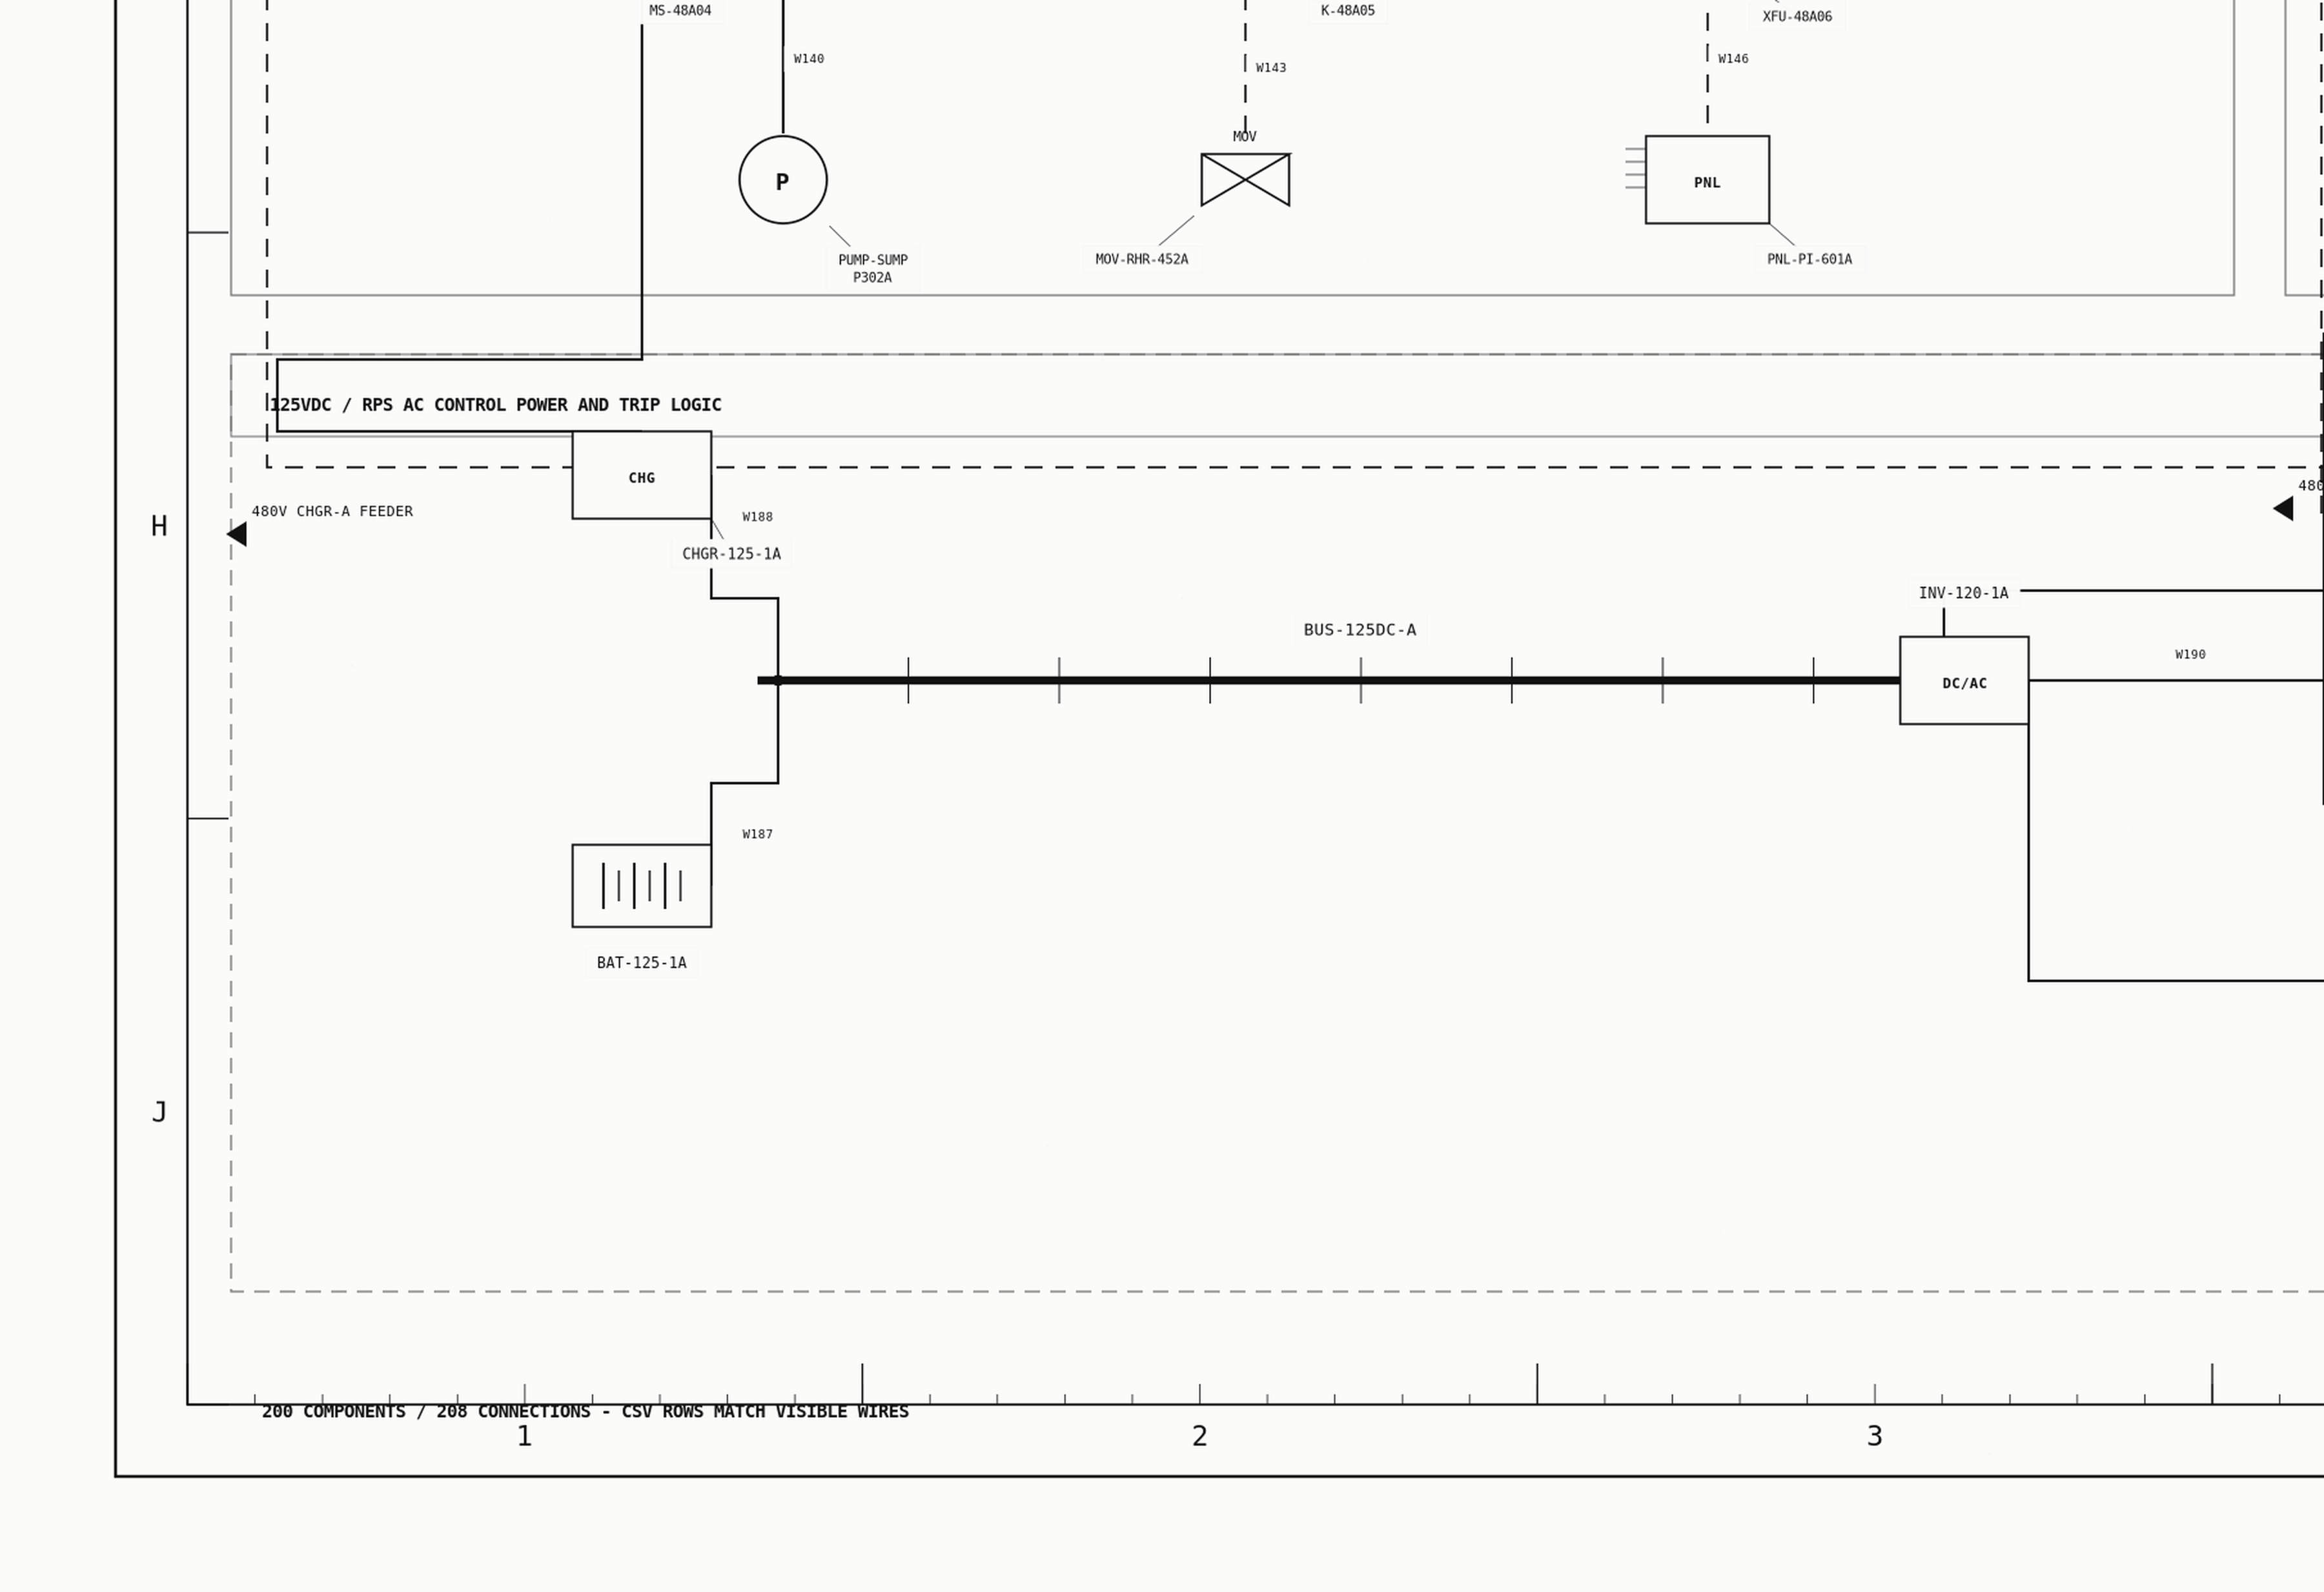 MS-48A04
K-48A05
XFU-48A06
W140
W143
W146
MOV
P
PNL
PUMP-SUMP
P302A
MOV-RHR-452A
PNL-PI-601A
125VDC / RPS AC CONTROL POWER AND TRIP LOGIC
CHG
480
480V CHGR-A FEEDER
W188
H
CHGR-125-1A
INV-120-1A
BUS-125DC-A
W190
DC/AC
W187
BAT-125-1A
J
200 COMPONENTS / 208 CONNECTIONS - CSV ROWS MATCH VISIBLE WIRES
1
2
3